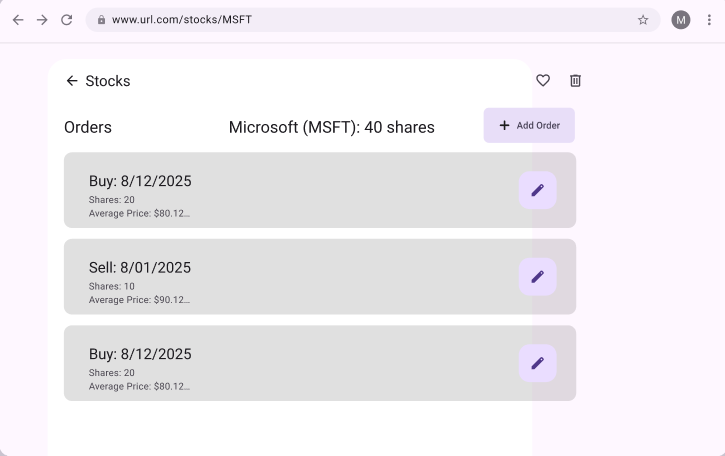 www.url.com/stocks/MSFT
M
Stocks
Orders
Microsoft (MSFT): 40 shares
Add Order
Buy: 8/12/2025
Shares: 20
Average Price: $80.12...
Sell: 8/01/2025
Shares: 10
Average Price: $90.12...
Buy: 8/12/2025
Shares: 20
Average Price: $80.12...